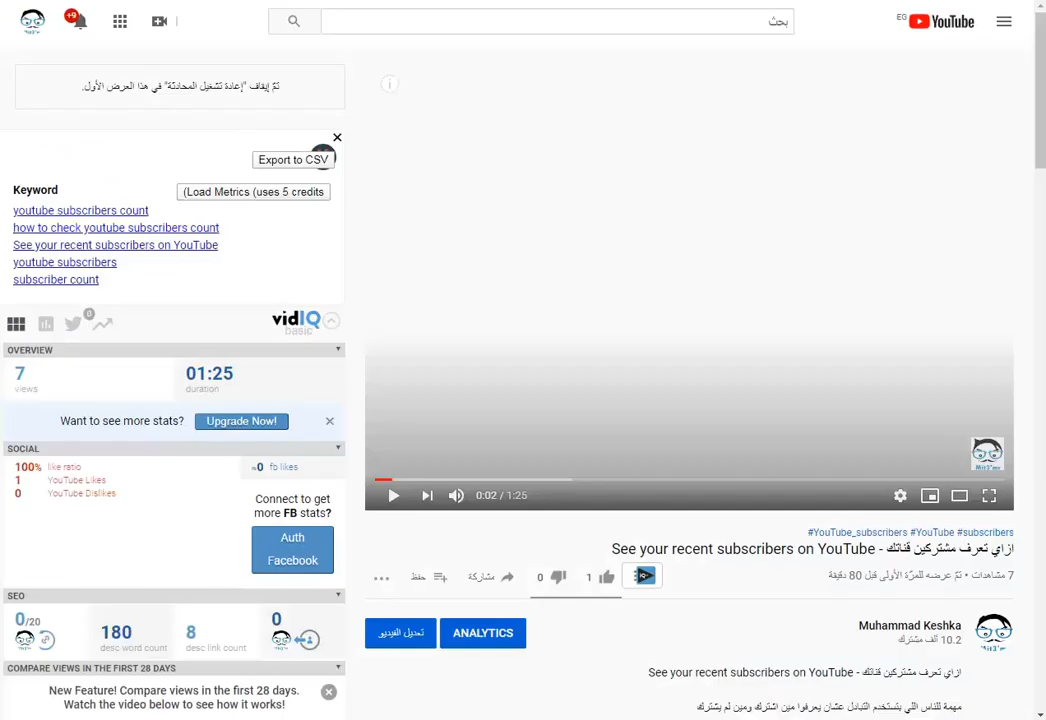 +9
بحث
YouTube EG
تمّ إيقاف "إعادة تشغيل المحادثة" في هذا العرض الأول.
Export to CSV
Keyword
(Load Metrics (uses 5 credits
youtube subscribers count
how to check youtube subscribers count
See your recent subscribers on YouTube
youtube subscribers
subscriber count
0
vidIQ
basic
OVERVIEW
7
views
01:25
duration
Want to see more stats?
Upgrade Now!
SOCIAL
100% like ratio
1 YouTube Likes
0 YouTube Dislikes
0 fb likes
Connect to get
more FB stats?
Auth
Facebook
SEO
0/20
180
desc word count
8
desc link count
0
COMPARE VIEWS IN THE FIRST 28 DAYS
New Feature! Compare views in the first 28 days.
Watch the video below to see how it works!
0:02 / 1:25
#YouTube_subscribers #YouTube #subscribers
ازاي تعرف مشتركين قناتك - See your recent subscribers on YouTube
7 مشاهدات • تمّ عرضه للمرّة الأولى قبل 80 دقيقة
1
0
مشاركة
حفظ
Muhammad Keshka
10.2 ألف مشترك
ANALYTICS
تعديل الفيديو
ازاي تعرف مشتركين قناتك - See your recent subscribers on YouTube
مهمة للناس اللي بتستخدم التبادل عشان يعرفوا مين اشترك ومين لم يشترك